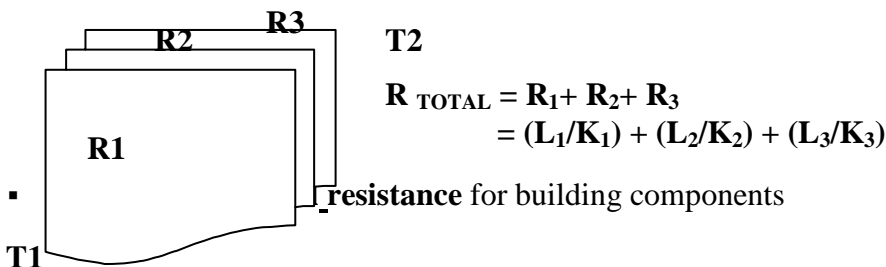 R3
R2 T2
R TOTAL = R₁+ R₂+ R₃
= (L₁/K₁) + (L₂/K₂) + (L₃/K₃)
R1
▪ resistance for building components
T1